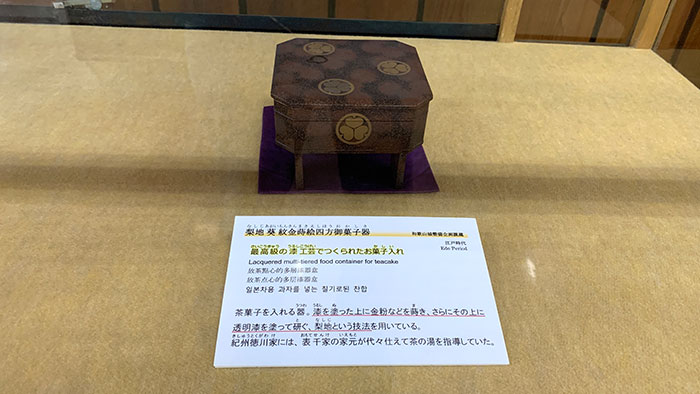 梨地 葵 紋金蒔絵四方御菓子器
和歌山城整備企画課蔵
江戸時代
Edo Period
最高級の漆工芸でつくられたお菓子入れ
Lacquered multi-tiered food container for teacake
放茶點心的多層漆器盒
放茶点心的多层漆器盒
일본차용 과자를 넣는 칠기로된 찬합
茶菓子を入れる器。漆を塗った上に金粉などを蒔き、さらにその上に
透明漆を塗って研ぐ、梨地という技法を用いている。
紀州徳川家には、表千家の家元が代々仕えて茶の湯を指導していた。